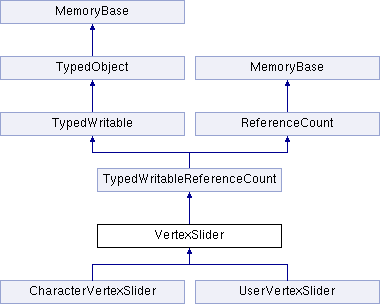 MemoryBase
TypedObject
MemoryBase
TypedWritable
ReferenceCount
TypedWritableReferenceCount
VertexSlider
CharacterVertexSlider
UserVertexSlider